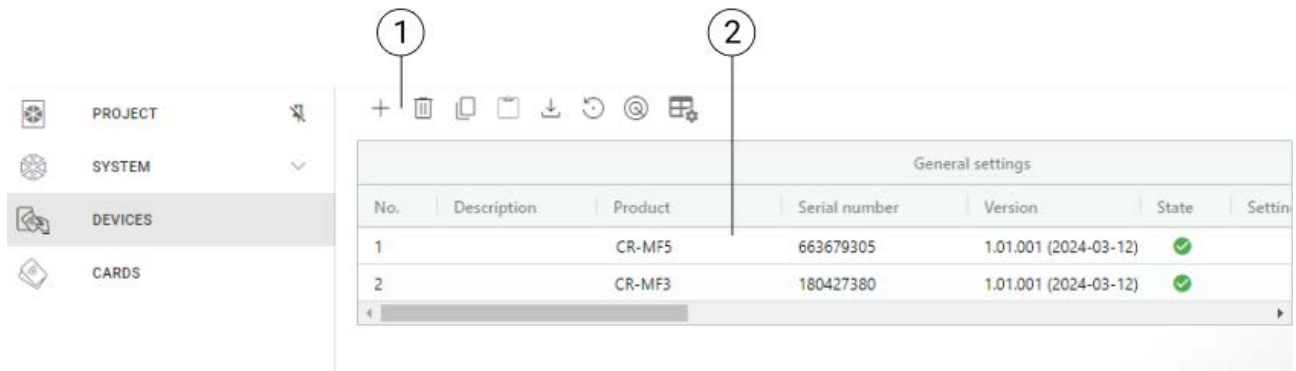 1 2
PROJECT
SYSTEM
DEVICES
CARDS
General settings
No. Description Product Serial number Version State Settin
1 CR-MF5 663679305 1.01.001 (2024-03-12)
2 CR-MF3 180427380 1.01.001 (2024-03-12)